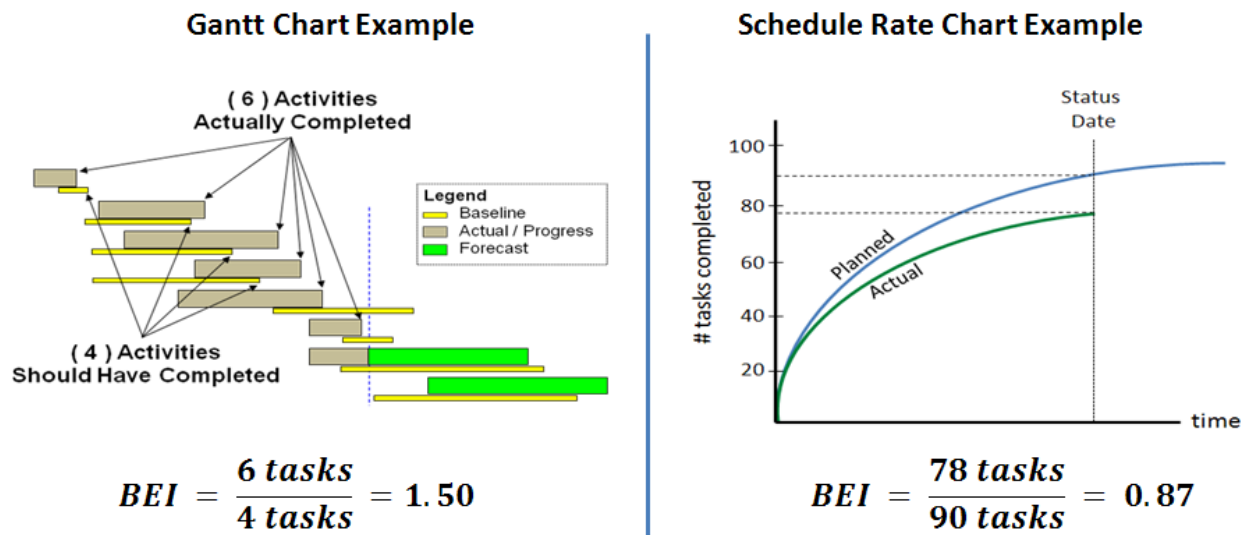 Gantt Chart Example
( 6 ) Activities
Actually Completed
Legend
Baseline
Actual / Progress
Forecast
( 4 ) Activities
Should Have Completed
BEI = 6 tasks / 4 tasks = 1.50
Schedule Rate Chart Example
Status
Date
# tasks completed
100
80
60
40
20
Planned
Actual
time
BEI = 78 tasks / 90 tasks = 0.87